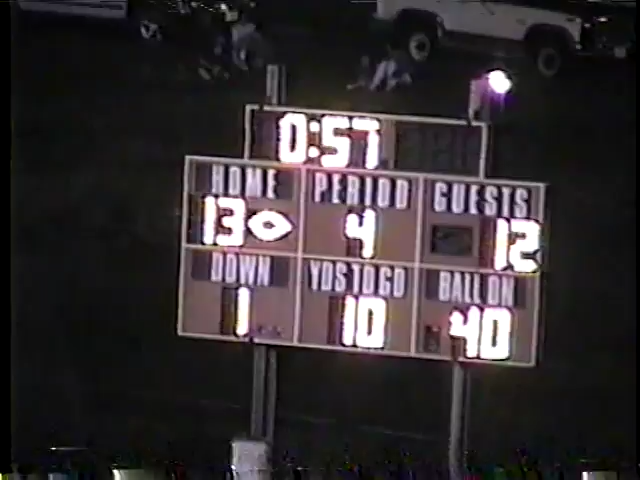 0:57
HOME PERIOD GUESTS
13 4 12
DOWN YDS TO GO BALL ON
1 10 40